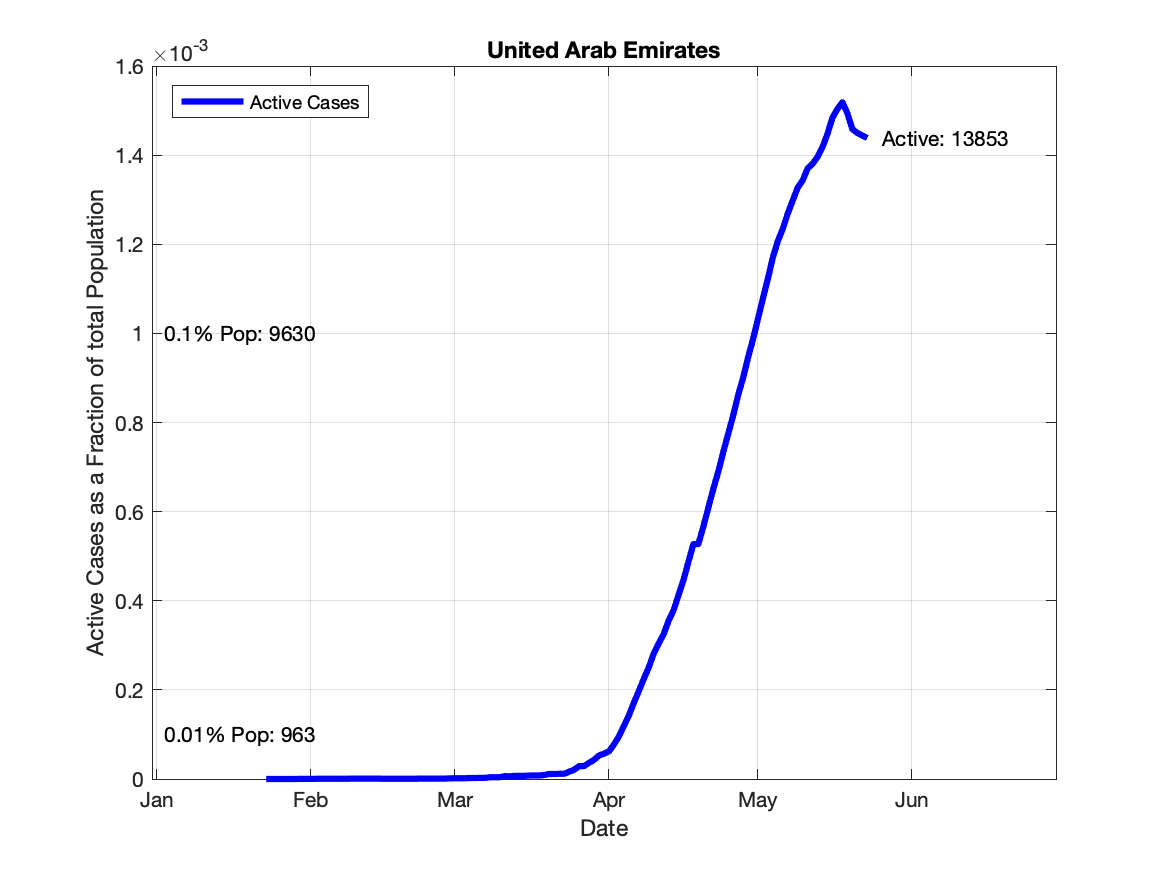 United Arab Emirates
×10-3
1.6
Active Cases
Active: 13853
1.4
1.2
1
0.1% Pop: 9630
0.8
0.6
0.4
0.2
0.01% Pop: 963
0
Active Cases as a Fraction of total Population
Jan Feb Mar Apr May Jun
Date